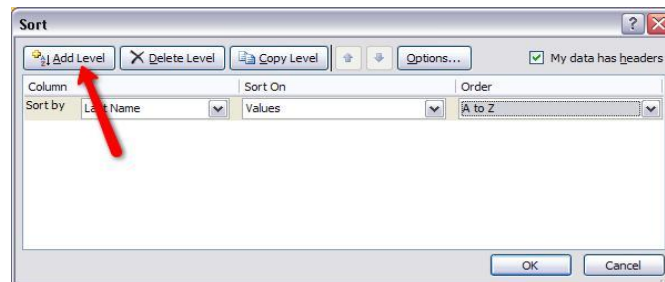 Sort
Add Level Delete Level Copy Level Options... My data has headers
Column Sort On Order
Sort by Last Name Values A to Z
OK Cancel